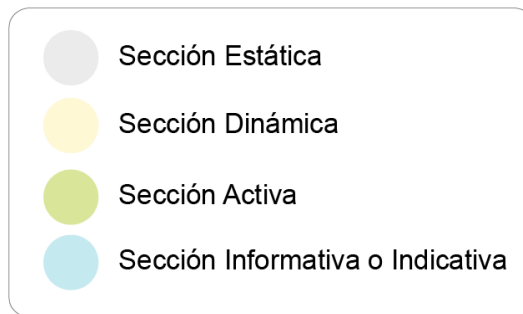 Sección Estática
Sección Dinámica
Sección Activa
Sección Informativa o Indicativa